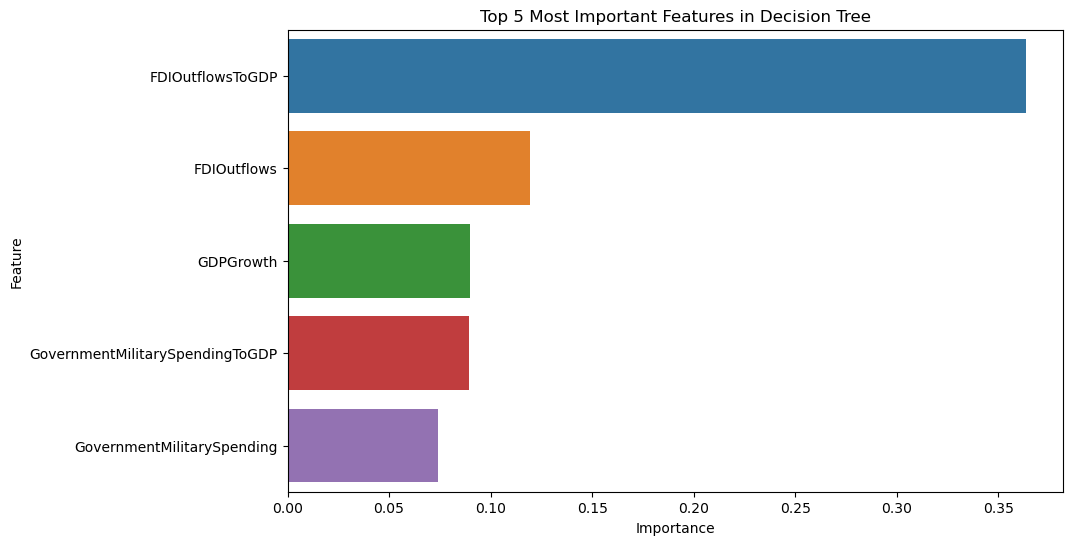 Top 5 Most Important Features in Decision Tree
FDIOutflowsToGDP
FDIOutflows
GDPGrowth
GovernmentMilitarySpendingToGDP
GovernmentMilitarySpending
Feature
0.00 0.05 0.10 0.15 0.20 0.25 0.30 0.35
Importance